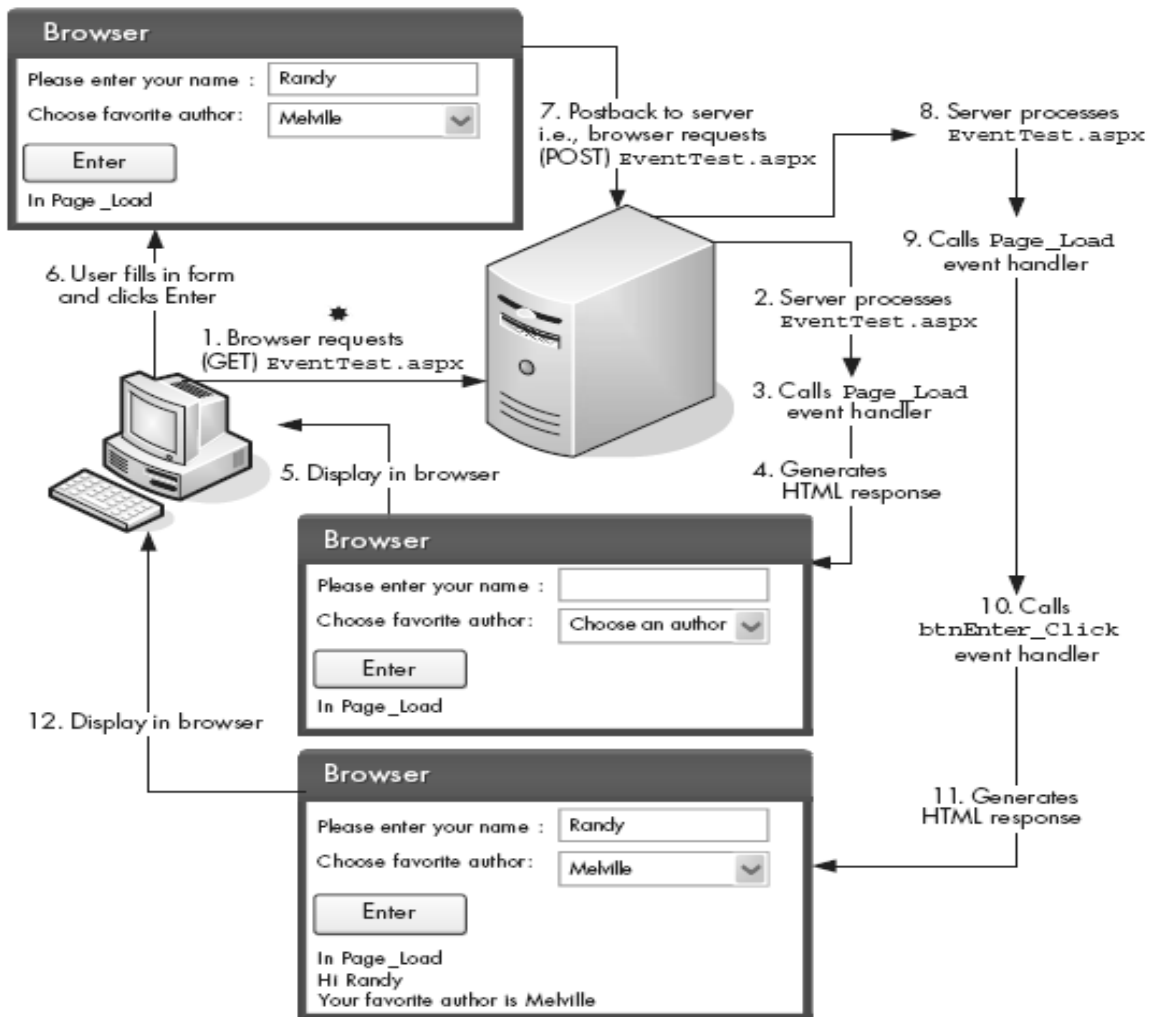 Browser
Please enter your name :
Randy
Choose favorite author:
Melville
Enter
In Page_Load
7. Postback to server
i.e., browser requests
(POST) EventTest.aspx
8. Server processes
EventTest.aspx
9. Calls Page_Load
event handler
6. User fills in form
and clicks Enter
1. Browser requests
(GET) EventTest.aspx
2. Server processes
EventTest.aspx
3. Calls Page_Load
event handler
4. Generates
HTML response
5. Display in browser
Browser
Please enter your name :
Choose favorite author:
Choose an author
Enter
In Page_Load
10. Calls
btnEnter_Click
event handler
12. Display in browser
11. Generates
HTML response
Browser
Please enter your name :
Randy
Choose favorite author:
Melville
Enter
In Page_Load
Hi Randy
Your favorite author is Melville